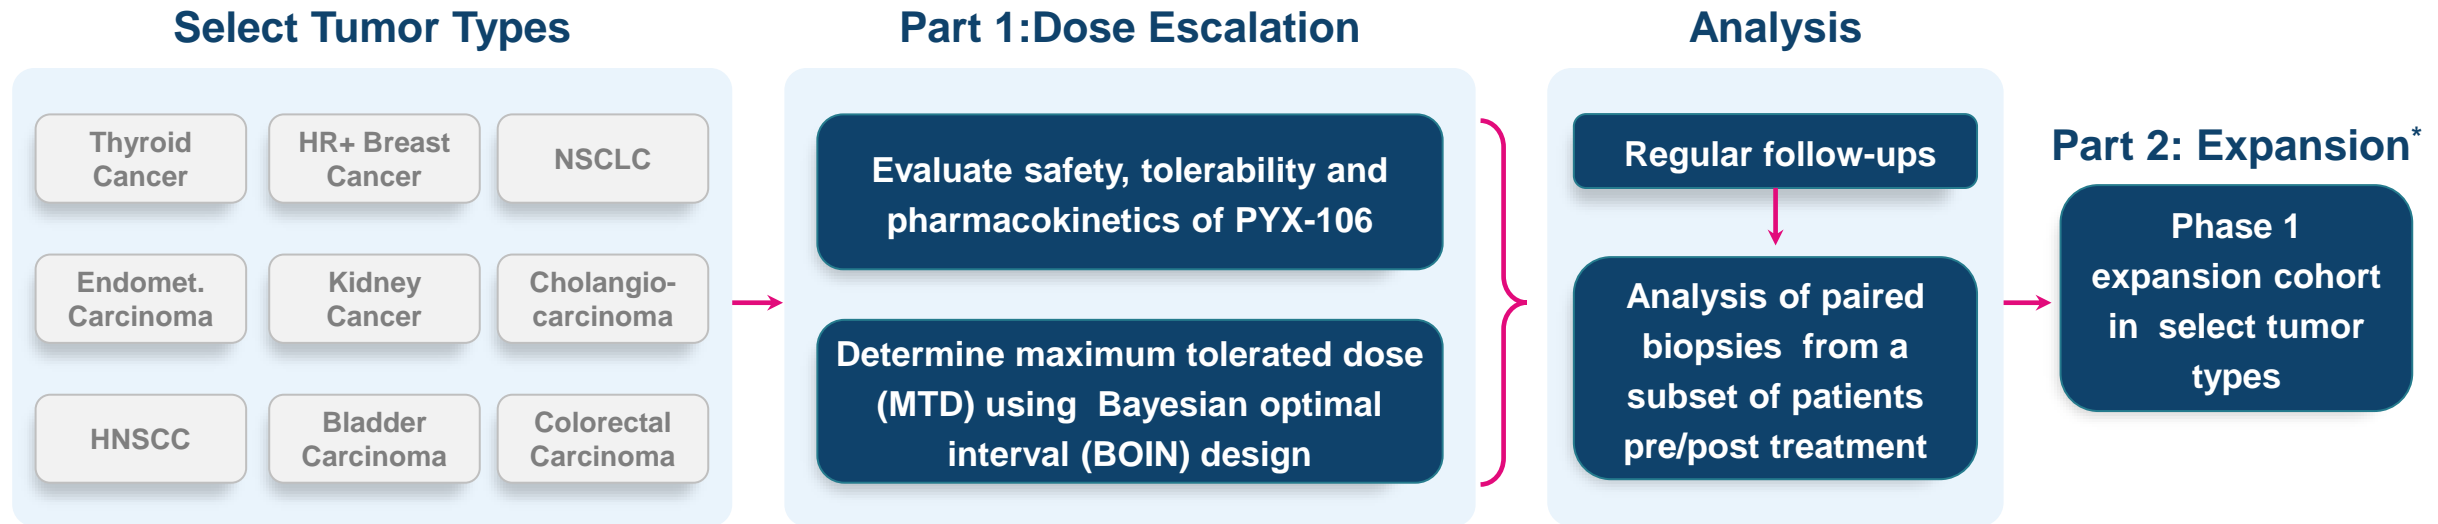 Select Tumor Types
Thyroid
Cancer
HR+ Breast
Cancer
NSCLC
Endomet.
Carcinoma
Kidney
Cancer
Cholangio-
carcinoma
HNSCC
Bladder
Carcinoma
Colorectal
Carcinoma
Part 1:Dose Escalation
Evaluate safety, tolerability and
pharmacokinetics of PYX-106
Determine maximum tolerated dose
(MTD) using Bayesian optimal
interval (BOIN) design
Analysis
Regular follow-ups
Analysis of paired
biopsies from a
subset of patients
pre/post treatment
Part 2: Expansion*
Phase 1
expansion cohort
in select tumor
types